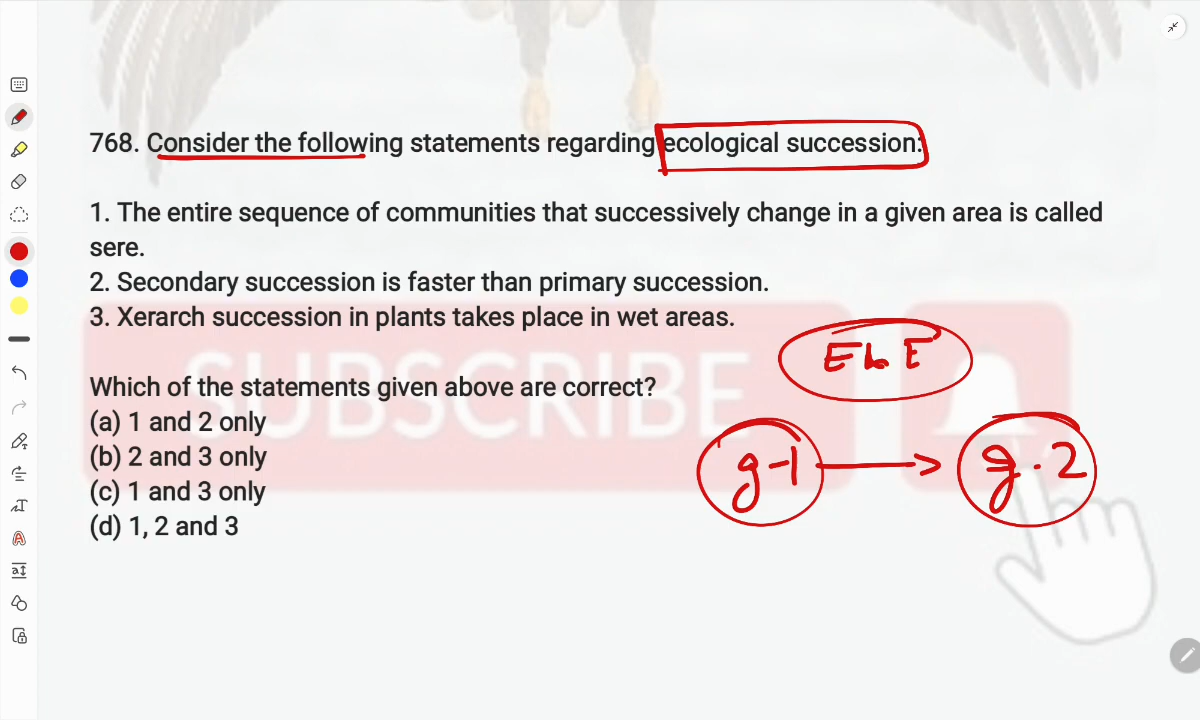 768. Consider the following statements regarding ecological succession:
1. The entire sequence of communities that successively change in a given area is called
sere.
2. Secondary succession is faster than primary succession.
3. Xerarch succession in plants takes place in wet areas.
SUBSCRIBE
Which of the statements given above are correct?
(a) 1 and 2 only
(b) 2 and 3 only
(c) 1 and 3 only
(d) 1, 2 and 3
g-1
g.2